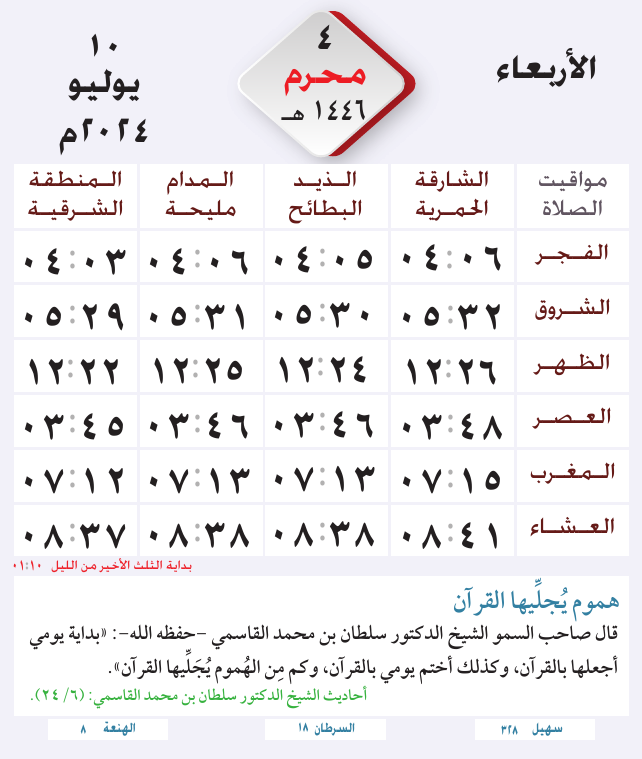 الأربعاء
٤
محرم
١٤٤٦ هـ
١٠
يوليو
٢٠٢٤م
مواقيت الصلاة
الشارقة الحمرية
الـذيـد البطائح
الـمدام مليحة
الـمنطقة الشرقية
الفجر ٠٤:٠٦ ٠٤:٠٥ ٠٤:٠٦ ٠٤:٠٣
الشروق ٠٥:٣٢ ٠٥:٣٠ ٠٥:٣١ ٠٥:٢٩
الظهر ١٢:٢٦ ١٢:٢٤ ١٢:٢٥ ١٢:٢٢
العصر ٠٣:٤٨ ٠٣:٤٦ ٠٣:٤٦ ٠٣:٤٥
المغرب ٠٧:١٥ ٠٧:١٣ ٠٧:١٣ ٠٧:١٢
العشاء ٠٨:٤١ ٠٨:٣٨ ٠٨:٣٨ ٠٨:٣٧
بداية الثلث الأخير من الليل ٠١:١٠
هموم يُجلِّيها القرآن
قال صاحب السمو الشيخ الدكتور سلطان بن محمد القاسمي –حفظه الله–: «بداية يومي
أجعلها بالقرآن، وكذلك أختم يومي بالقرآن، وكم مِن الهُموم يُجَلِّيها القرآن».
أحاديث الشيخ الدكتور سلطان بن محمد القاسمي: (٦/ ٢٤).
سهيل ٣٢٨
السرطان ١٨
الهنعة ٨